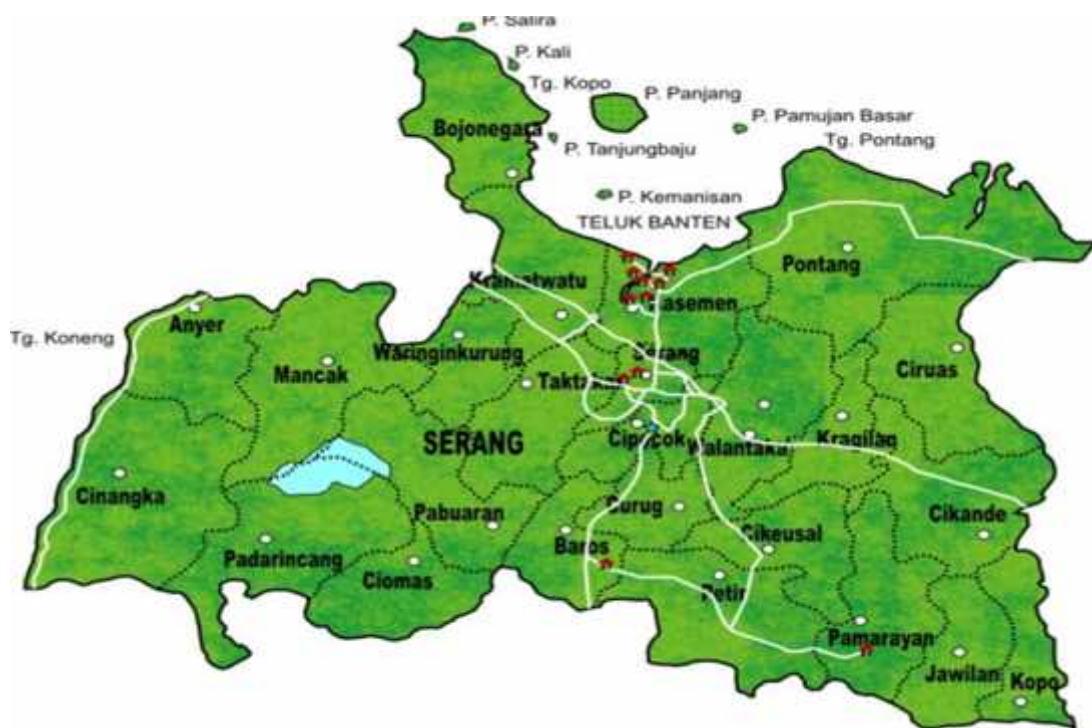 P. Salira
P. Kali
Tg. Kopo
P. Panjang
P. Pamujan Basar
Tg. Pontang
Bojonegara
P. Tanjungbaju
P. Kemanisan
TELUK BANTEN
Pontang
Kramatwatu
Kasemen
Anyer
Tg. Koneng
Waringinkurung
Serang
Mancak
Taktakan
Ciruas
SERANG
Cipocok
Walantaka
Kragilan
Cinangka
Pabuaran
Curug
Cikande
Padarincang
Baros
Cikeusal
Ciomas
Petir
Pamarayan
Jawilan
Kopo